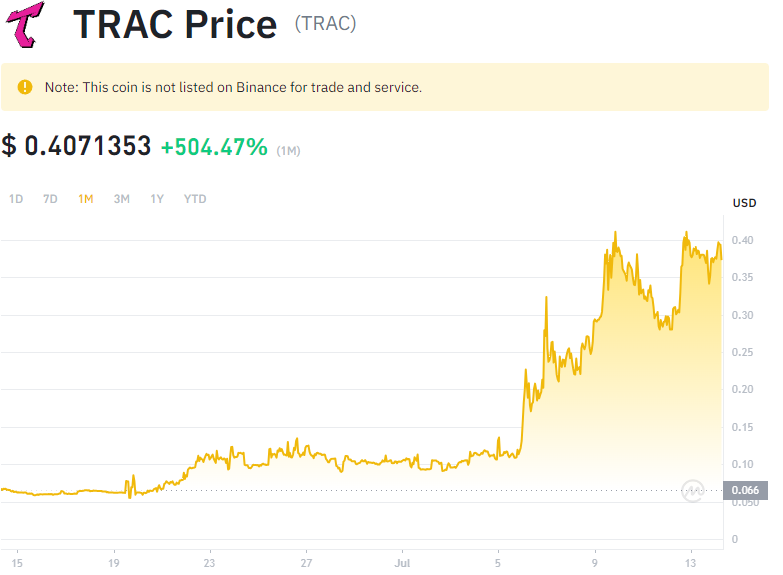 TRAC Price (TRAC)
Note: This coin is not listed on Binance for trade and service.
$ 0.4071353 +504.47% (1M)
1D 7D 1M 3M 1Y YTD
USD
0.40
0.35
0.30
0.25
0.20
0.15
0.10
0.066
0.050
0
15 19 23 27 Jul 5 9 13